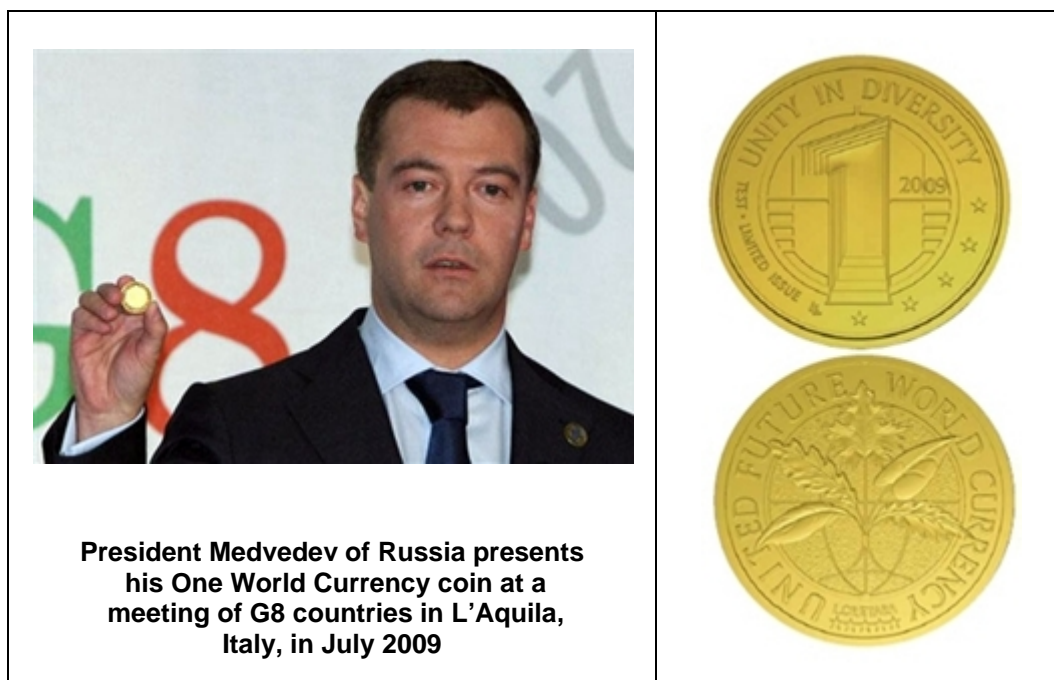 G8
President Medvedev of Russia presents
his One World Currency coin at a
meeting of G8 countries in L'Aquila,
Italy, in July 2009
UNITY IN DIVERSITY
2009
TEST • LIMITED ISSUE
1
UNITED FUTURE WORLD CURRENCY